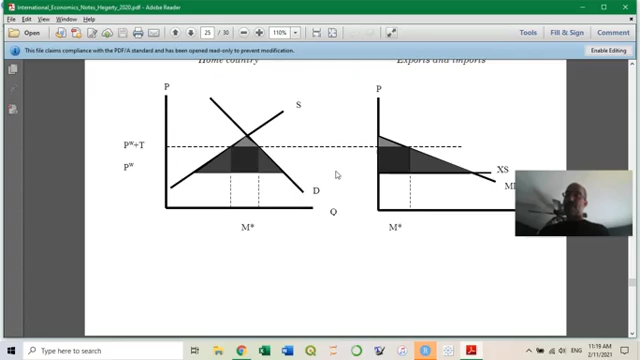 International_Economics_Notes_Hegerty_2020.pdf - Adobe Reader
File Edit View Window Help
Open
25 / 30
110%
Tools Fill & Sign Comment
This file claims compliance with the PDF/A standard and has been opened read-only to prevent modification.
Enable Editing
Home country Exports and imports
P P
S
P^W+T
P^W
XS
D
Q
M* M*
Type here to search
ENG
11:19 AM
2/11/2021